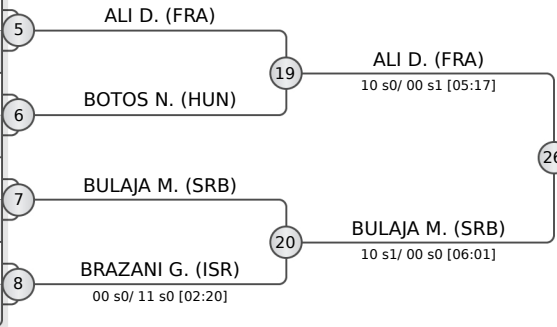 5
ALI D. (FRA)
19
ALI D. (FRA)
10 s0/ 00 s1 [05:17]
6
BOTOS N. (HUN)
26
7
BULAJA M. (SRB)
20
BULAJA M. (SRB)
10 s1/ 00 s0 [06:01]
8
BRAZANI G. (ISR)
00 s0/ 11 s0 [02:20]